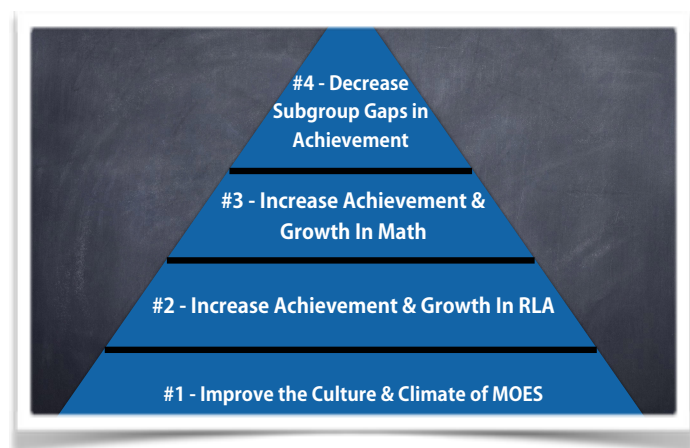 #4 - Decrease
Subgroup Gaps in
Achievement
#3 - Increase Achievement &
Growth In Math
#2 - Increase Achievement & Growth In RLA
#1 - Improve the Culture & Climate of MOES